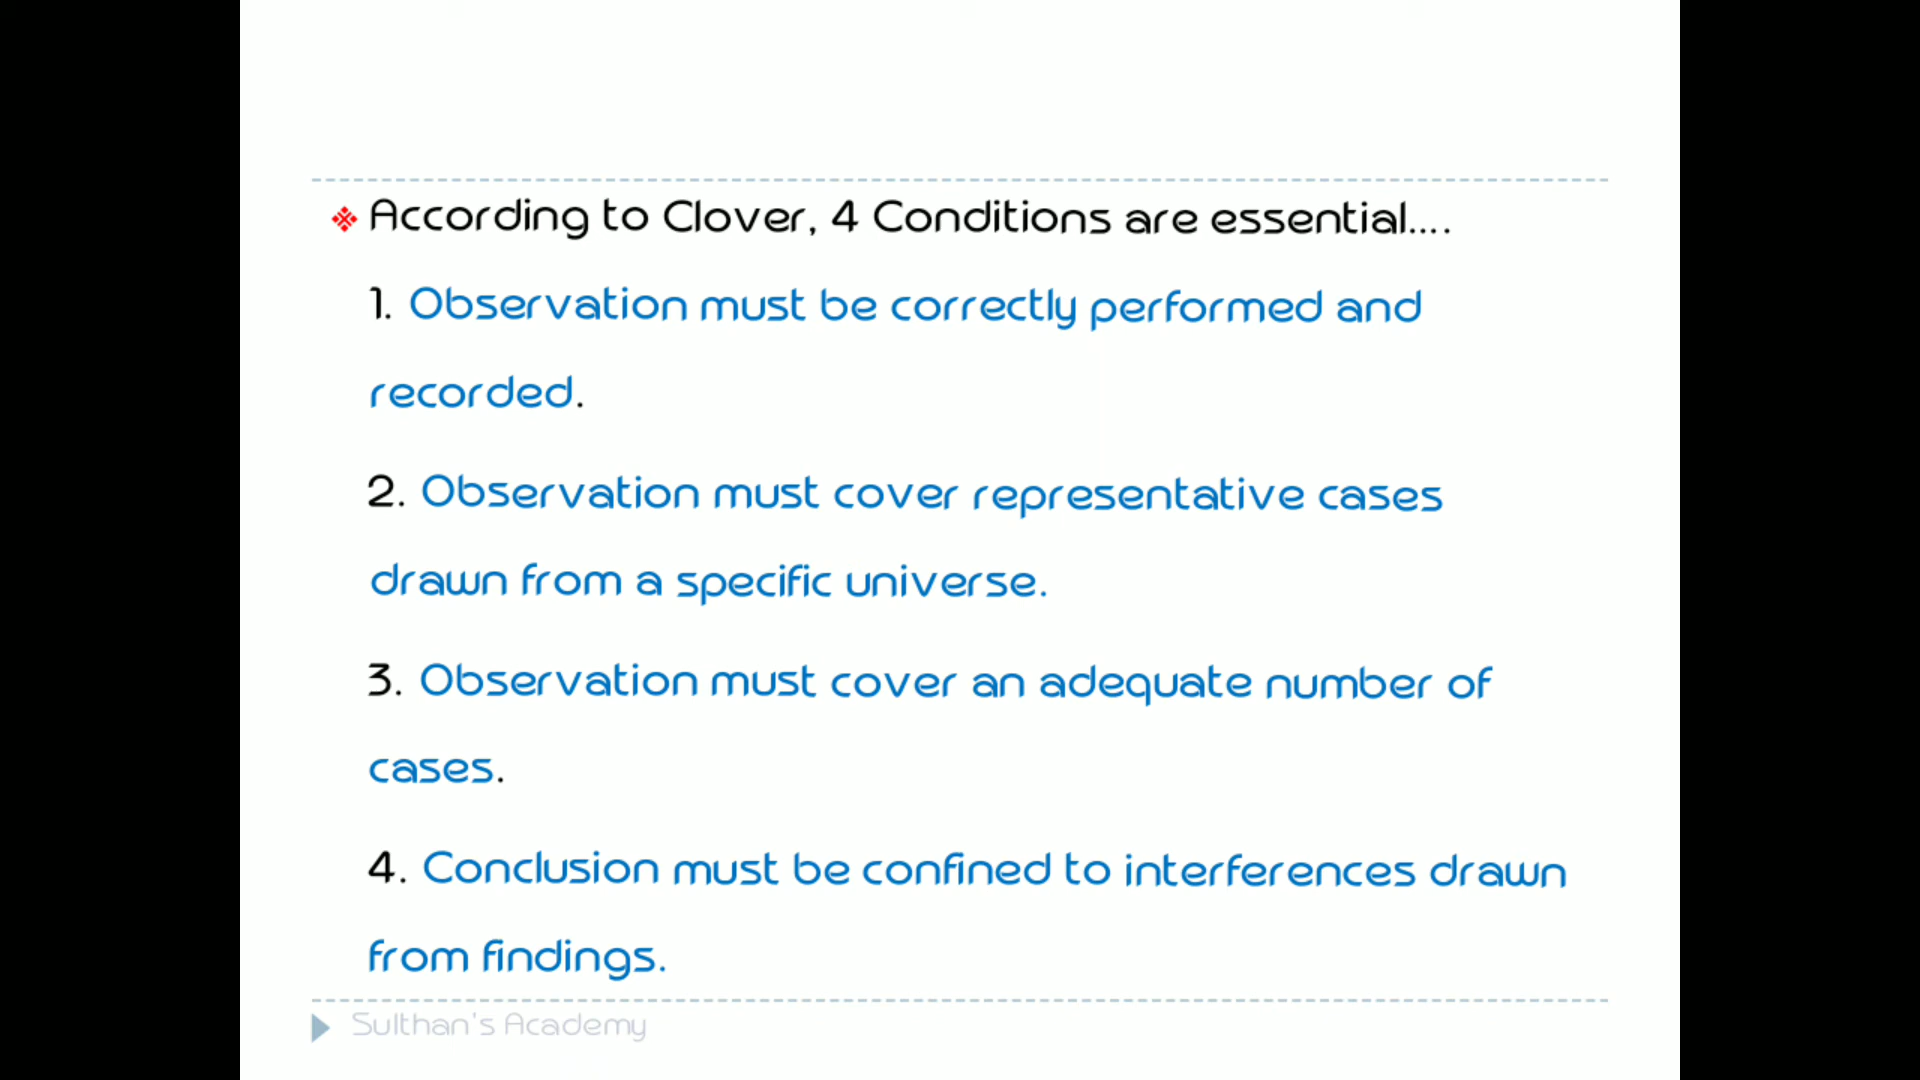 According to Clover, 4 Conditions are essential....
1. Observation must be correctly performed and
recorded.
2. Observation must cover representative cases
drawn from a specific universe.
3. Observation must cover an adequate number of
cases.
4. Conclusion must be confined to interferences drawn
from findings.
Sulthan's Academy